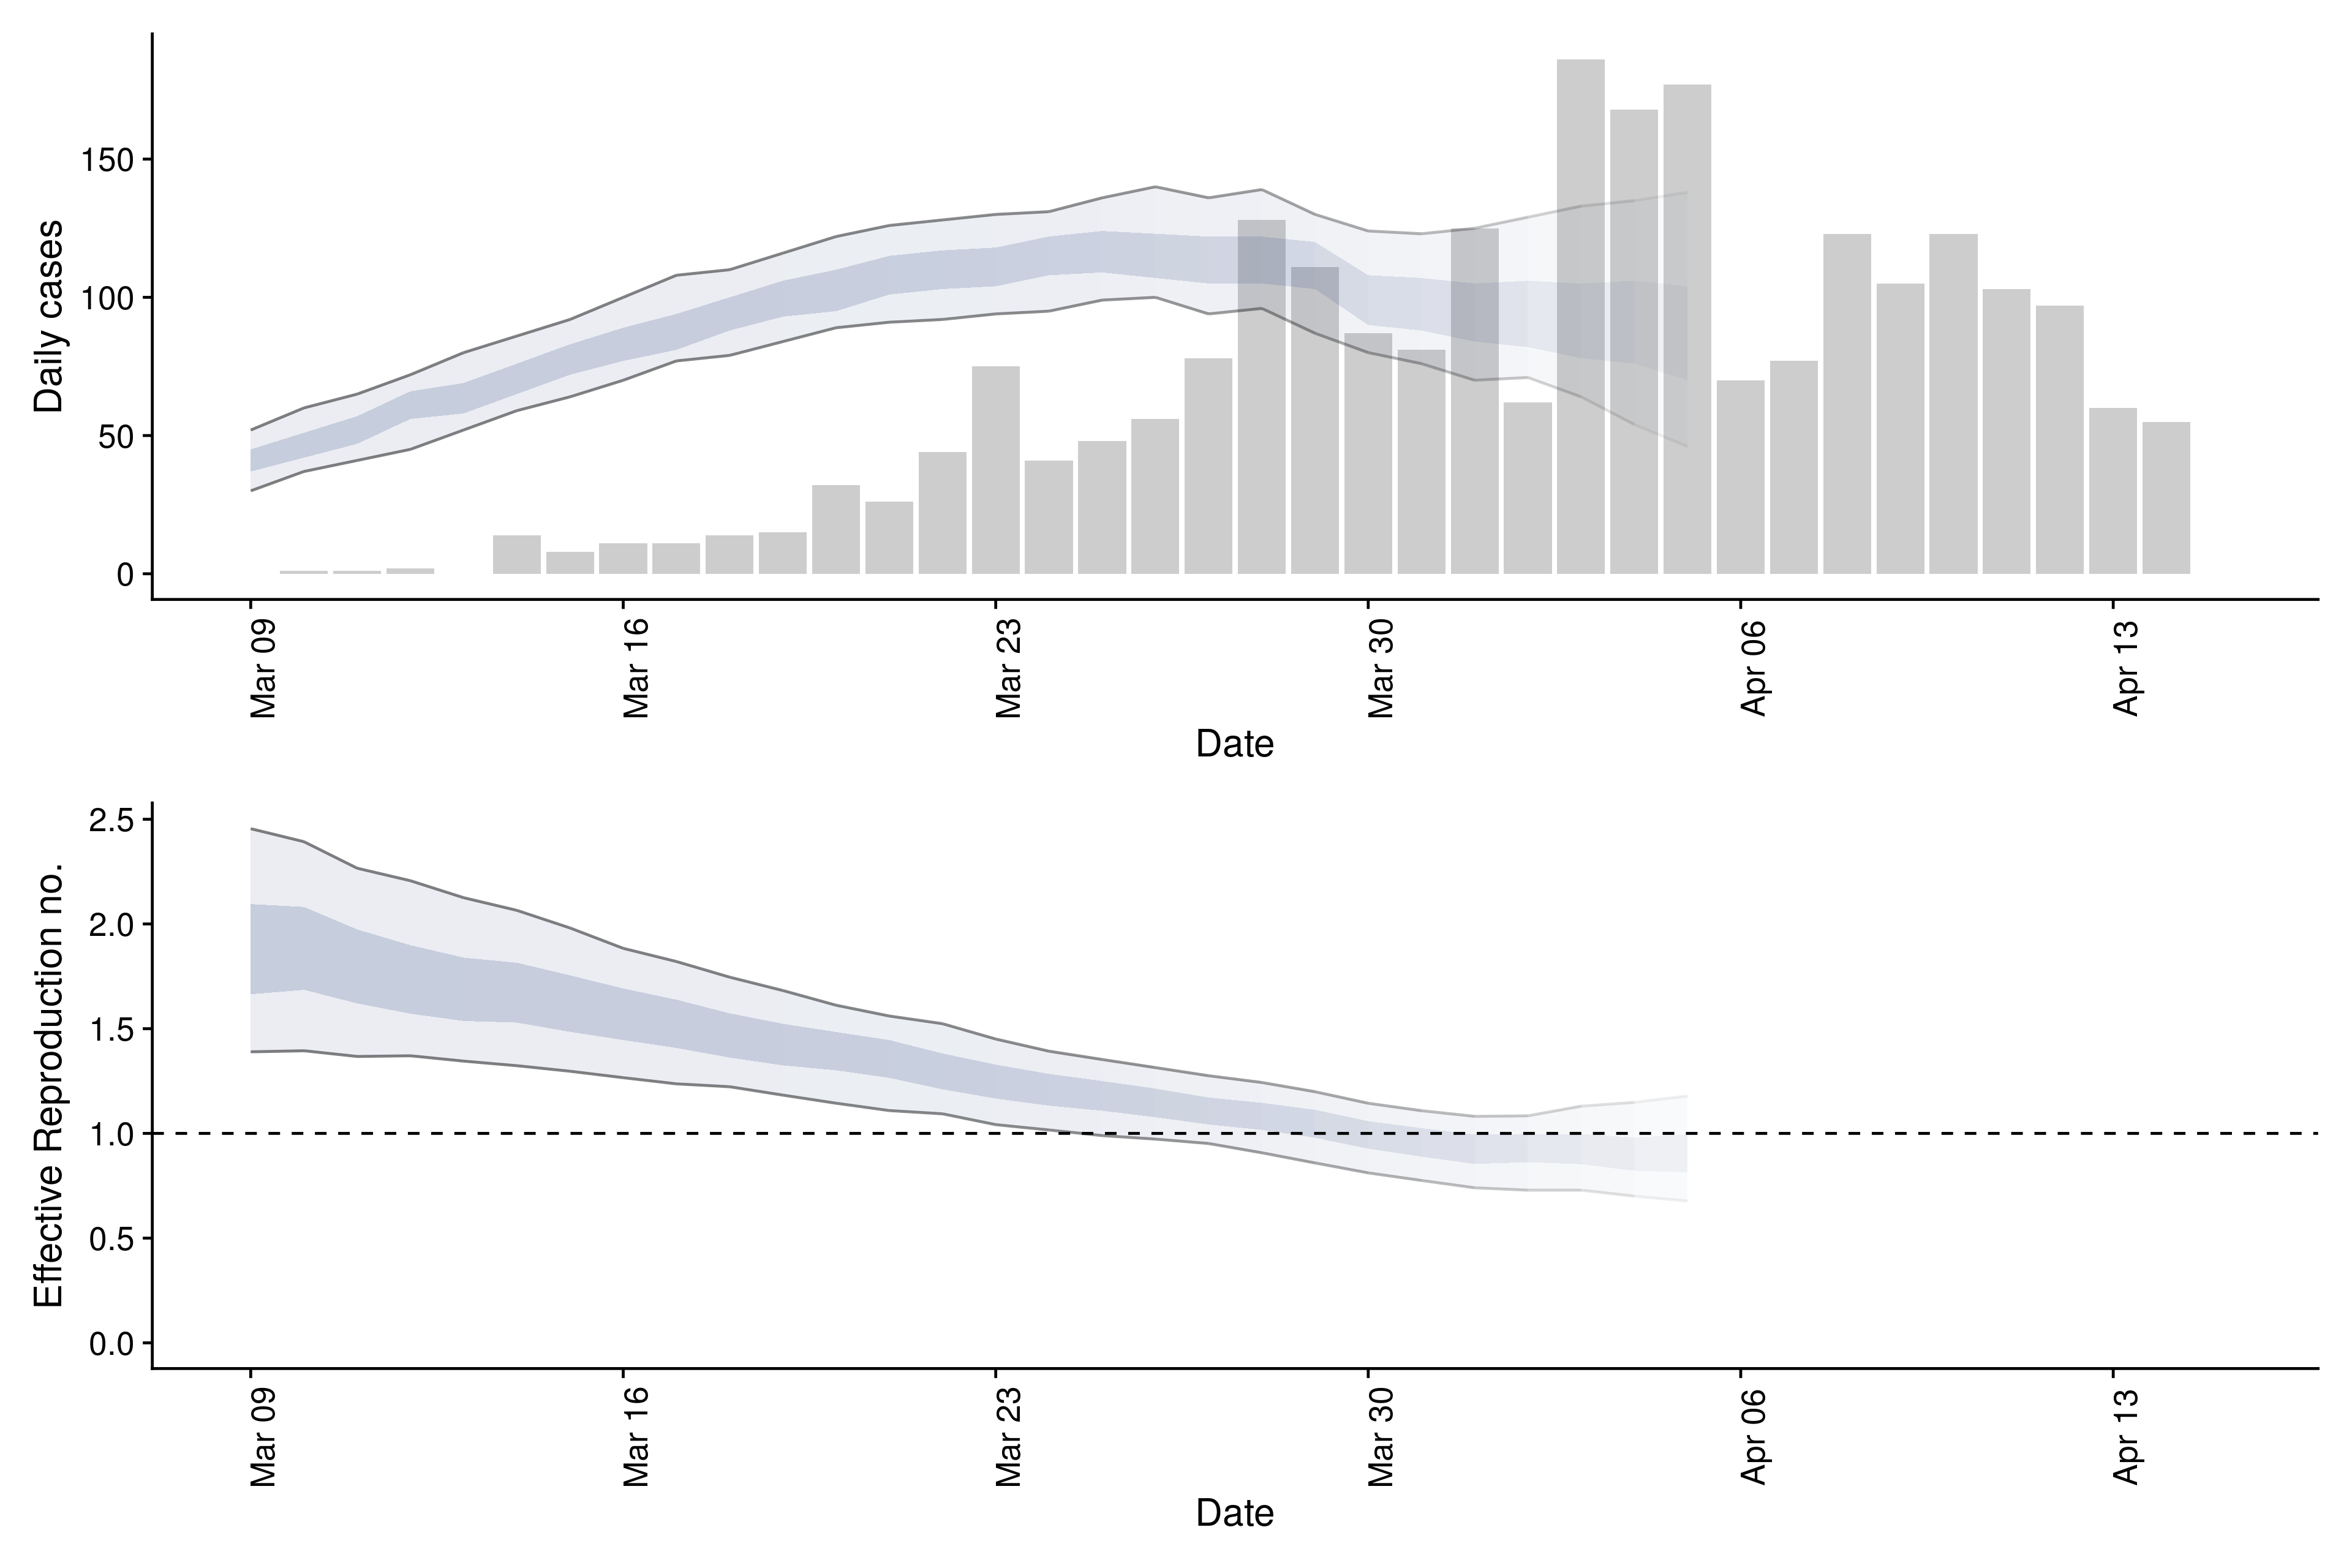 Daily cases
150
100
50
0
Mar 09
Mar 16
Mar 23
Mar 30
Apr 06
Apr 13
Date
Effective Reproduction no.
2.5
2.0
1.5
1.0
0.5
0.0
Mar 09
Mar 16
Mar 23
Mar 30
Apr 06
Apr 13
Date